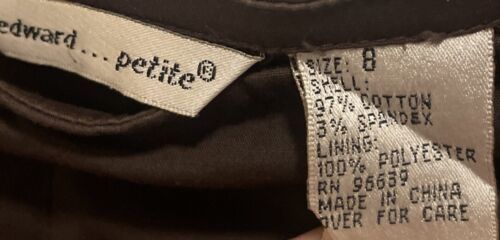 edward... petite®
SIZE: 8
SHELL:
97% COTTON
3% SPANDEX
LINING:
100% POLYESTER
RN 96639
MADE IN CHINA
OVER FOR CARE